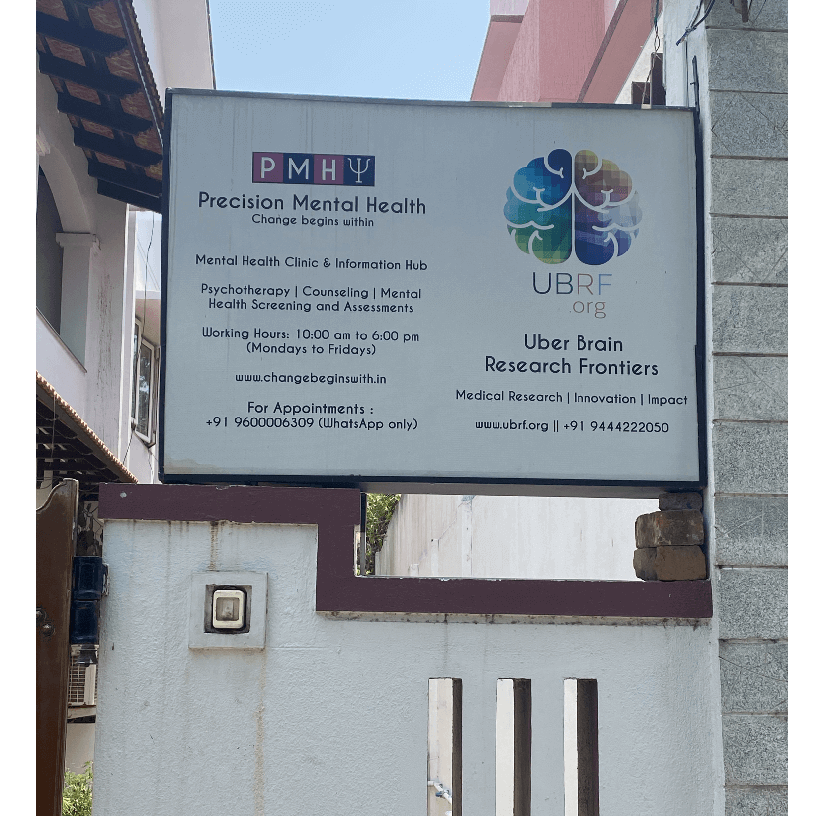 PMHΨ
Precision Mental Health
Change begins within
Mental Health Clinic & Information Hub
Psychotherapy | Counseling | Mental
Health Screening and Assessments
Working Hours: 10:00 am to 6:00 pm
(Mondays to Fridays)
www.changebeginswith.in
For Appointments :
+91 9600006309 (WhatsApp only)
UBRF
.org
Uber Brain
Research Frontiers
Medical Research | Innovation | Impact
www.ubrf.org || +91 9444222050